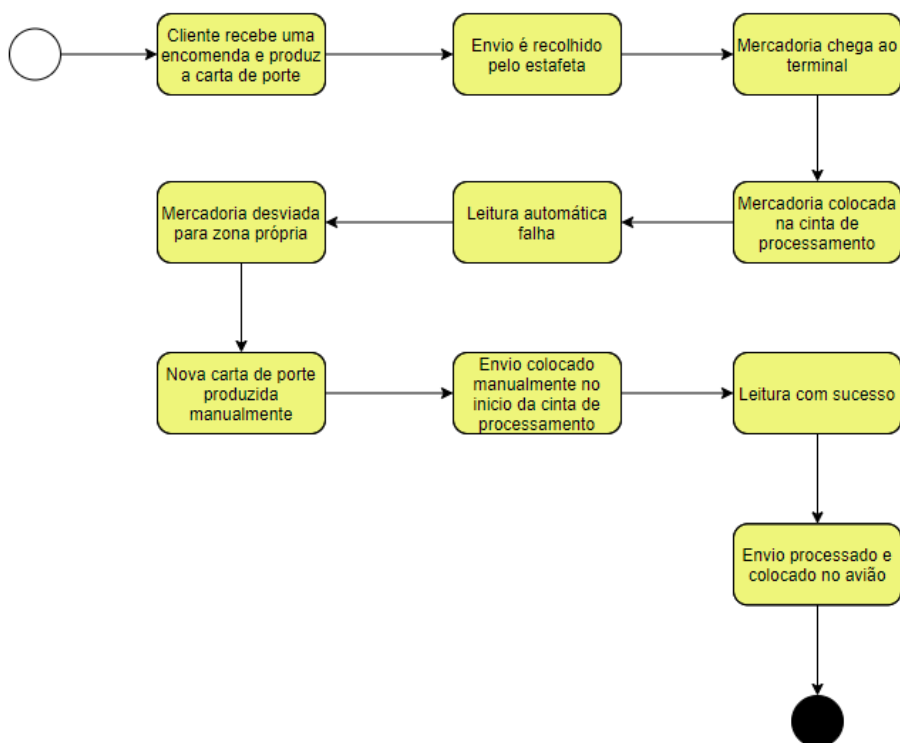 Cliente recebe uma
encomenda e produz
a carta de porte
Envio é recolhido
pelo estafeta
Mercadoria chega ao
terminal
Mercadoria colocada
na cinta de
processamento
Leitura automática
falha
Mercadoria desviada
para zona própria
Nova carta de porte
produzida
manualmente
Envio colocado
manualmente no
inicio da cinta de
processamento
Leitura com sucesso
Envio processado e
colocado no avião